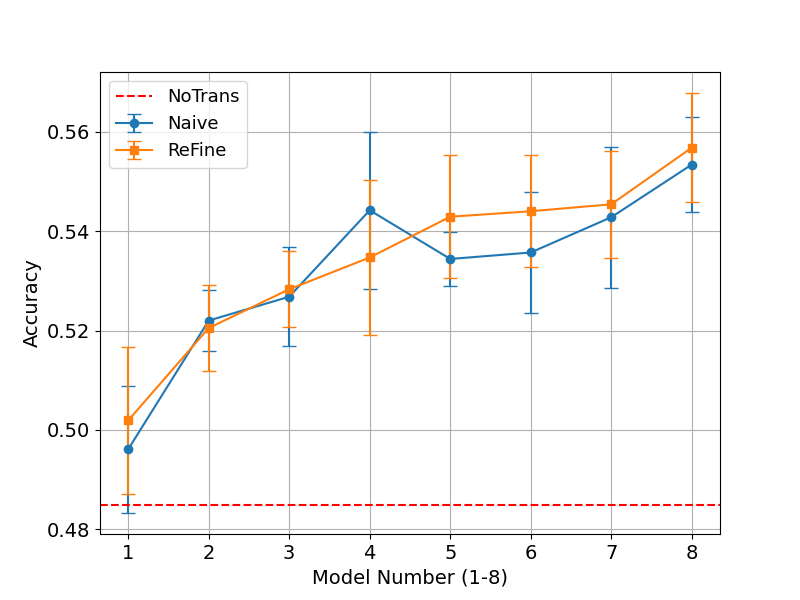 NoTrans
Naive
ReFine
Accuracy
0.56
0.54
0.52
0.50
0.48
1 2 3 4 5 6 7 8
Model Number (1-8)